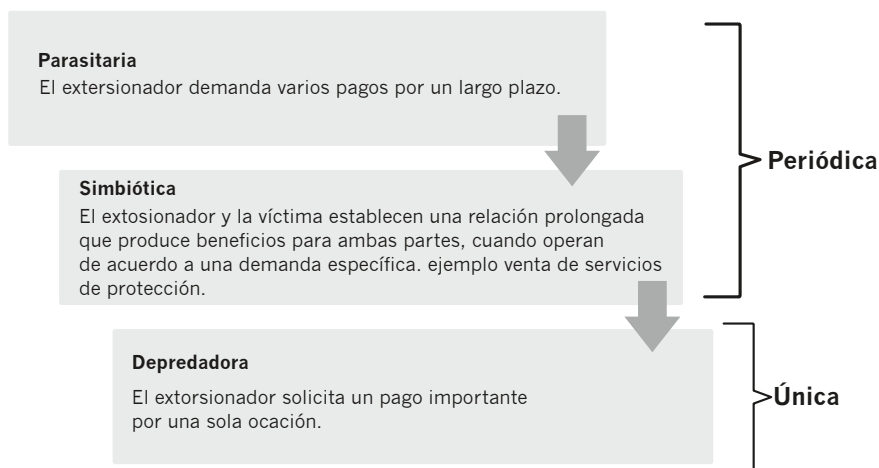 Parasitaria
El extersionador demanda varios pagos por un largo plazo.
Periódica
Simbiótica
El extosionador y la víctima establecen una relación prolongada
que produce beneficios para ambas partes, cuando operan
de acuerdo a una demanda específica. ejemplo venta de servicios
de protección.
Depredadora
El extorsionador solicita un pago importante
por una sola ocación.
Única